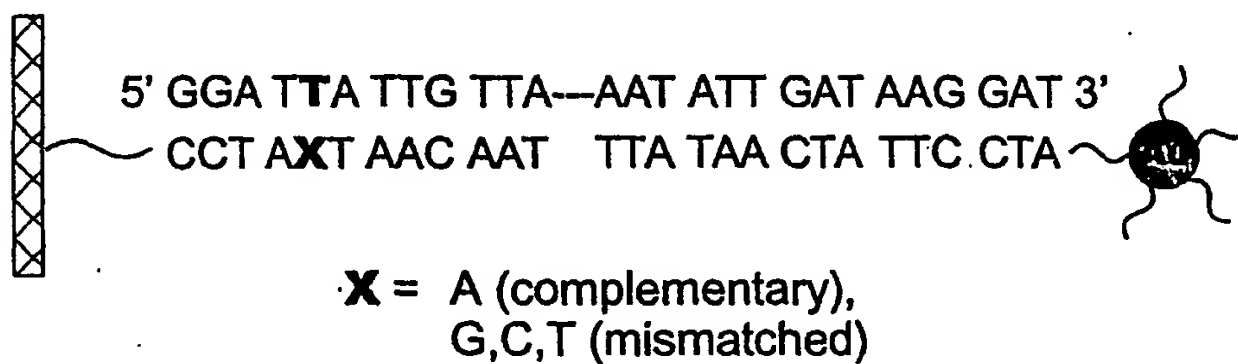 5' GGA TTA TTG TTA---AAT ATT GAT AAG GAT 3'
CCT AXT AAC AAT TTA TAA CTA TTC CTA
X = A (complementary),
G,C,T (mismatched)